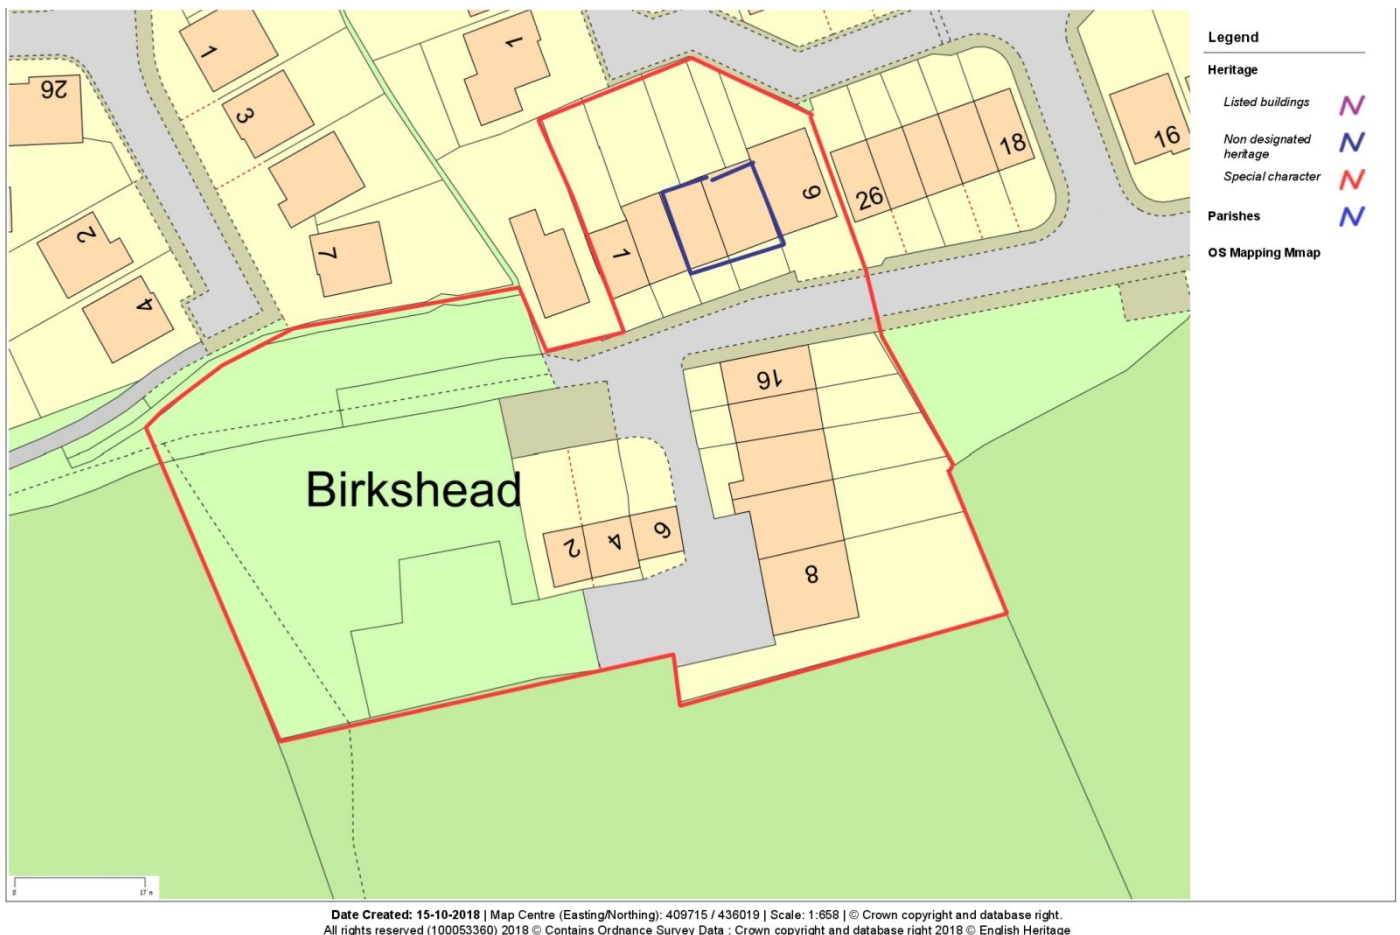 1
1
26
3
18
16
26
9
2
7
1
4
16
Birkshead
2
4
6
8
0
17 m
Legend
Heritage
Listed buildings
Non designated
heritage
Special character
Parishes
OS Mapping Mmap
Date Created: 15-10-2018 | Map Centre (Easting/Northing): 409715 / 436019 | Scale: 1:658 | © Crown copyright and database right.
All rights reserved (100053360) 2018 © Contains Ordnance Survey Data : Crown copyright and database right 2018 © English Heritage